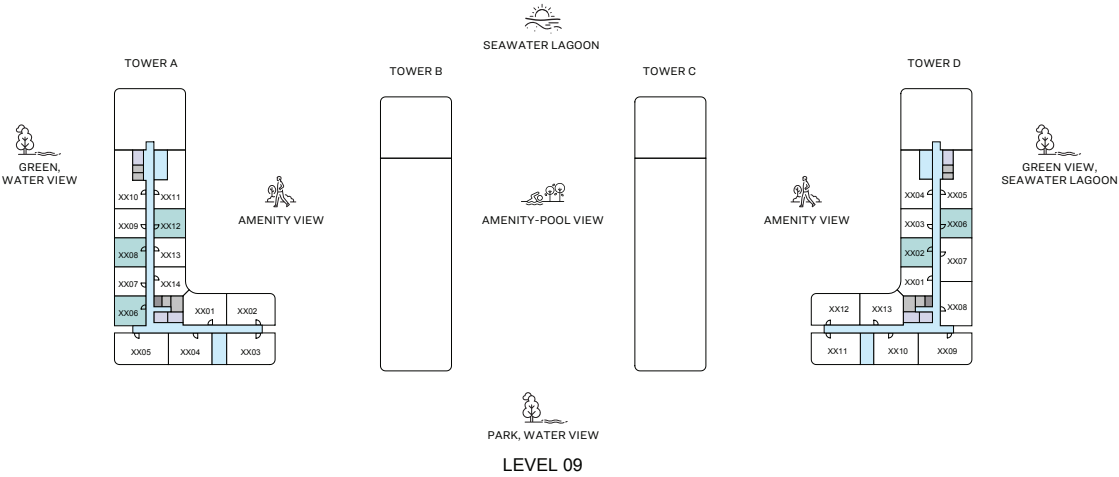 SEAWATER LAGOON
TOWER A
TOWER B
TOWER C
TOWER D
GREEN,
WATER VIEW
AMENITY VIEW
AMENITY-POOL VIEW
AMENITY VIEW
GREEN VIEW,
SEAWATER LAGOON
XX10
XX11
XX09
XX12
XX08
XX13
XX07
XX14
XX06
XX01
XX02
XX05
XX04
XX03
XX04
XX05
XX03
XX06
XX02
XX07
XX01
XX12
XX13
XX08
XX11
XX10
XX09
PARK, WATER VIEW
LEVEL 09